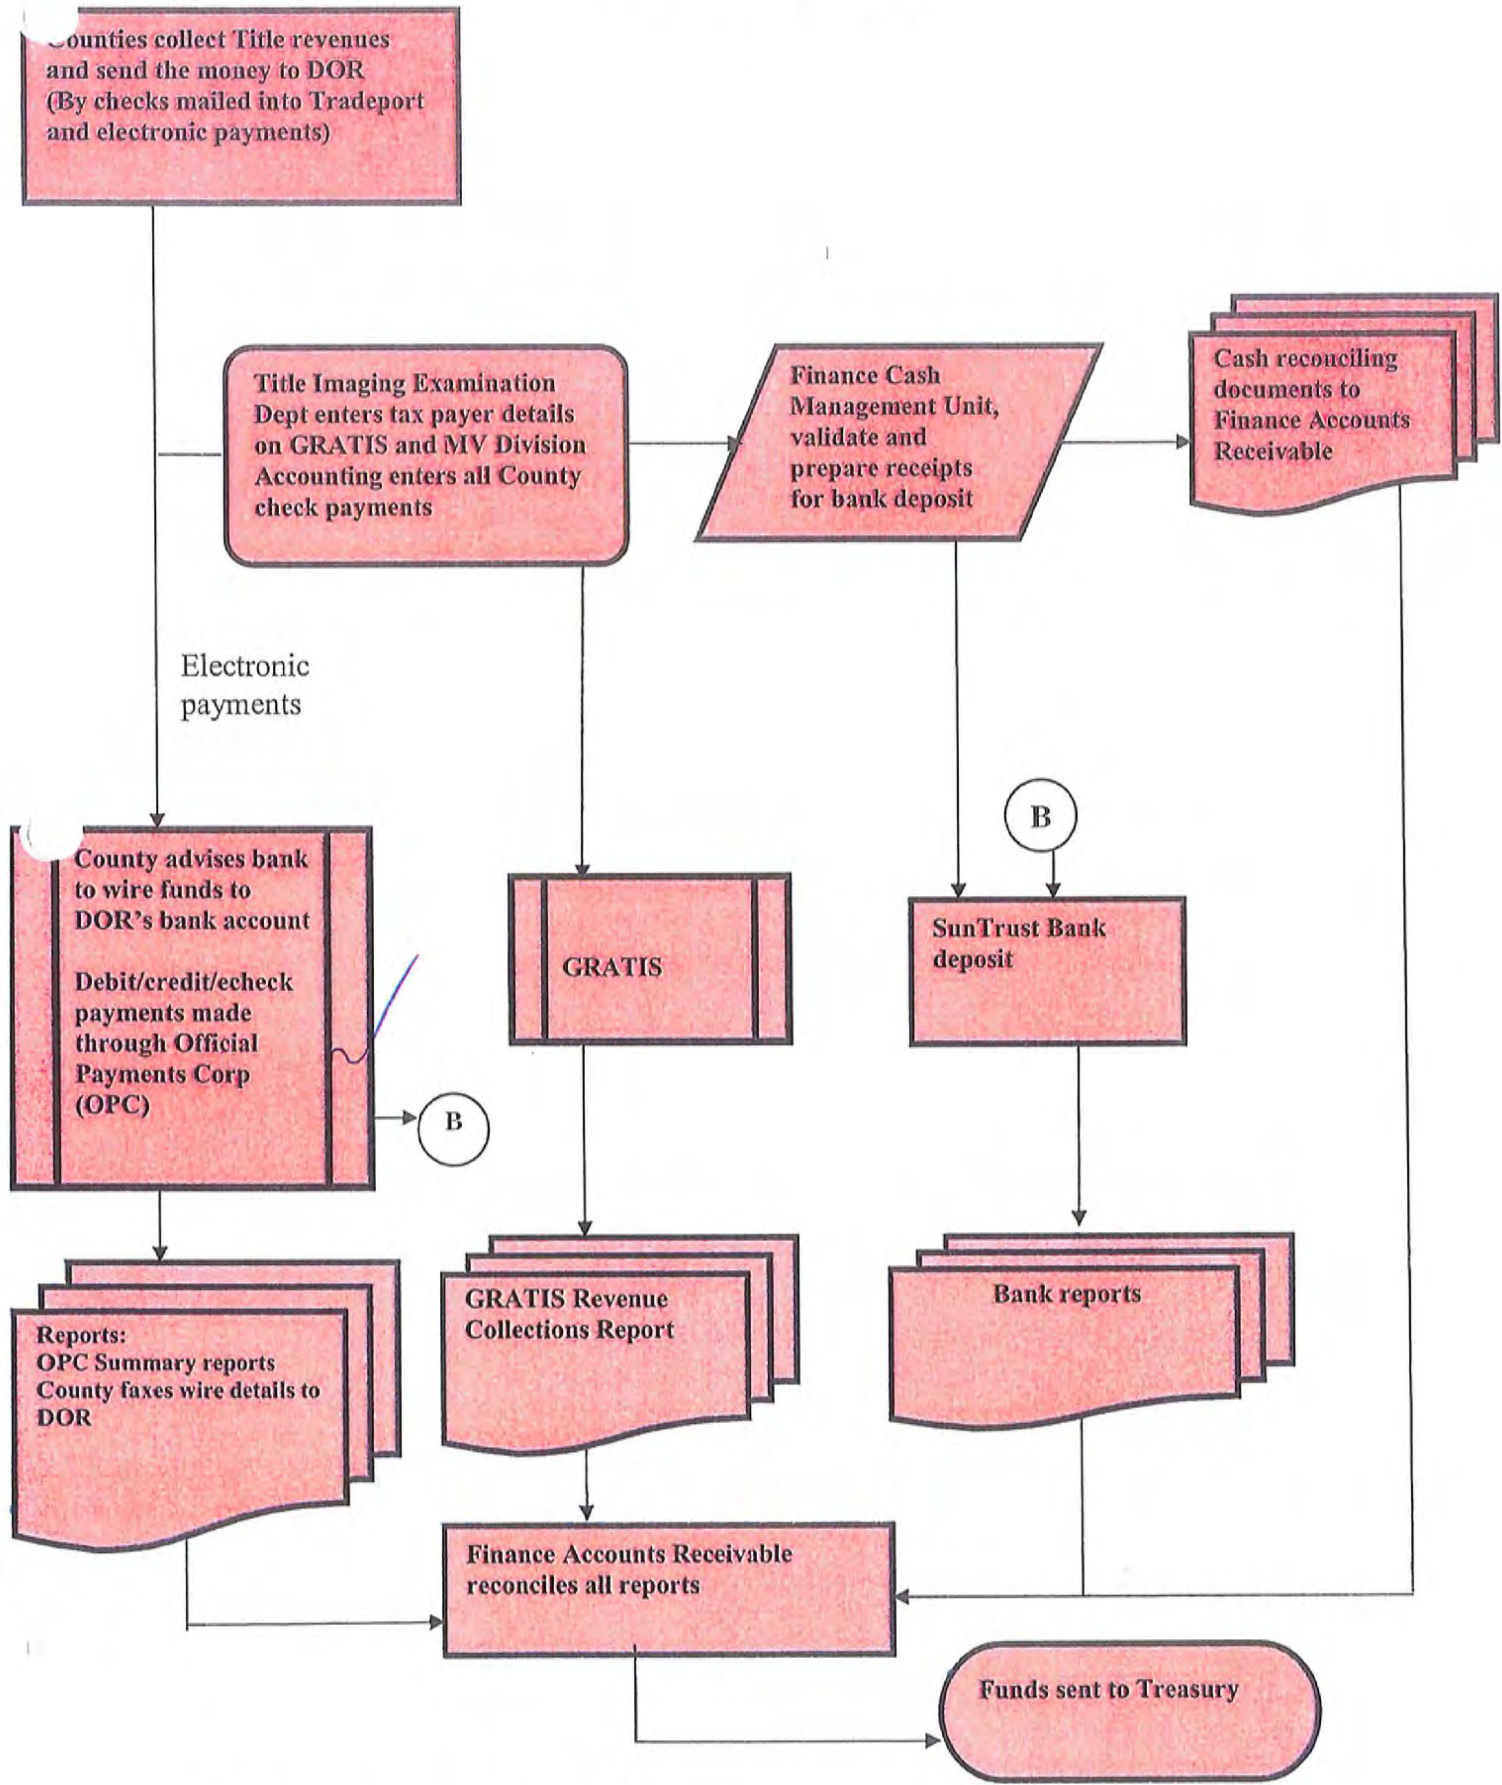 Counties collect Title revenues
and send the money to DOR
(By checks mailed into Tradeport
and electronic payments)
Title Imaging Examination
Dept enters tax payer details
on GRATIS and MV Division
Accounting enters all County
check payments
Finance Cash
Management Unit,
validate and
prepare receipts
for bank deposit
Cash reconciling
documents to
Finance Accounts
Receivable
Electronic
payments
County advises bank
to wire funds to
DOR's bank account
Debit/credit/echeck
payments made
through Official
Payments Corp
(OPC)
B
GRATIS
B
SunTrust Bank
deposit
Reports:
OPC Summary reports
County faxes wire details to
DOR
GRATIS Revenue
Collections Report
Bank reports
Finance Accounts Receivable
reconciles all reports
Funds sent to Treasury